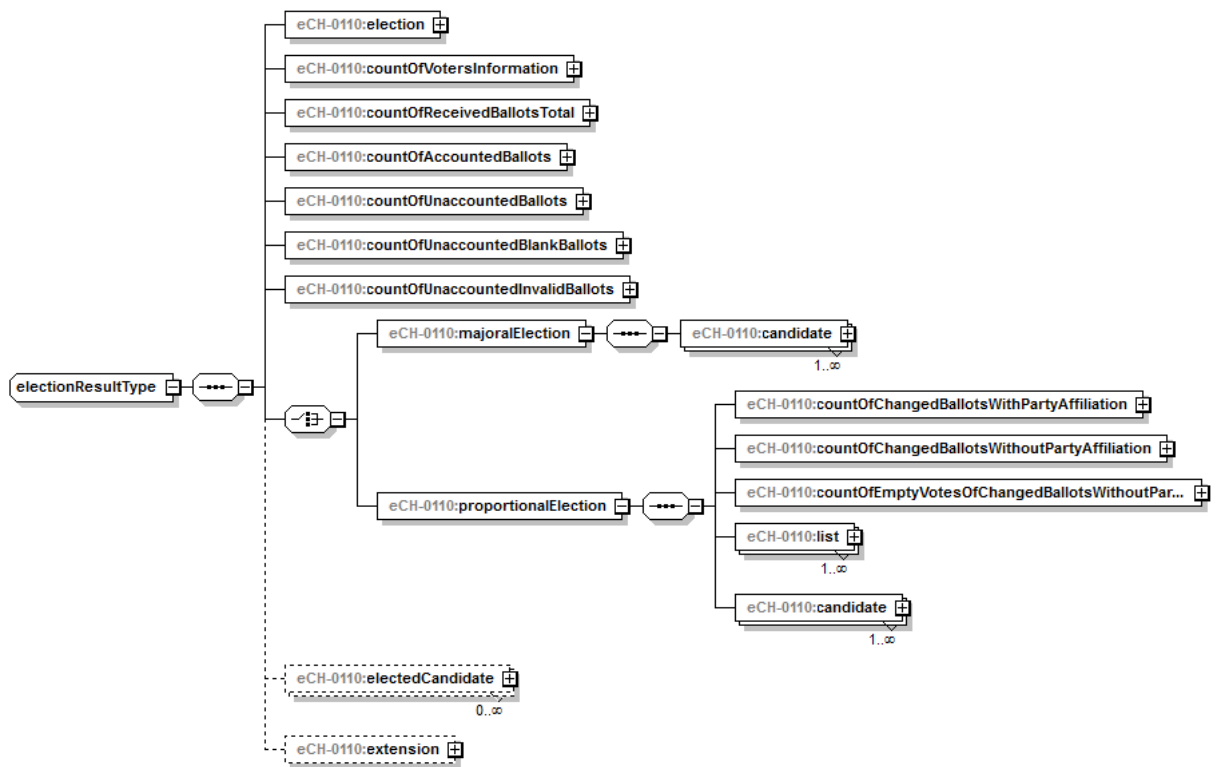 eCH-0110:election
eCH-0110:countOfVotersInformation
eCH-0110:countOfReceivedBallotsTotal
eCH-0110:countOfAccountedBallots
eCH-0110:countOfUnaccountedBallots
eCH-0110:countOfUnaccountedBlankBallots
eCH-0110:countOfUnaccountedInvalidBallots
eCH-0110:majoralElection
eCH-0110:candidate
1..∞
electionResultType
eCH-0110:countOfChangedBallotsWithPartyAffiliation
eCH-0110:countOfChangedBallotsWithoutPartyAffiliation
eCH-0110:countOfEmptyVotesOfChangedBallotsWithoutPar...
eCH-0110:proportionalElection
eCH-0110:list
1..∞
eCH-0110:candidate
1..∞
eCH-0110:electedCandidate
0..∞
eCH-0110:extension